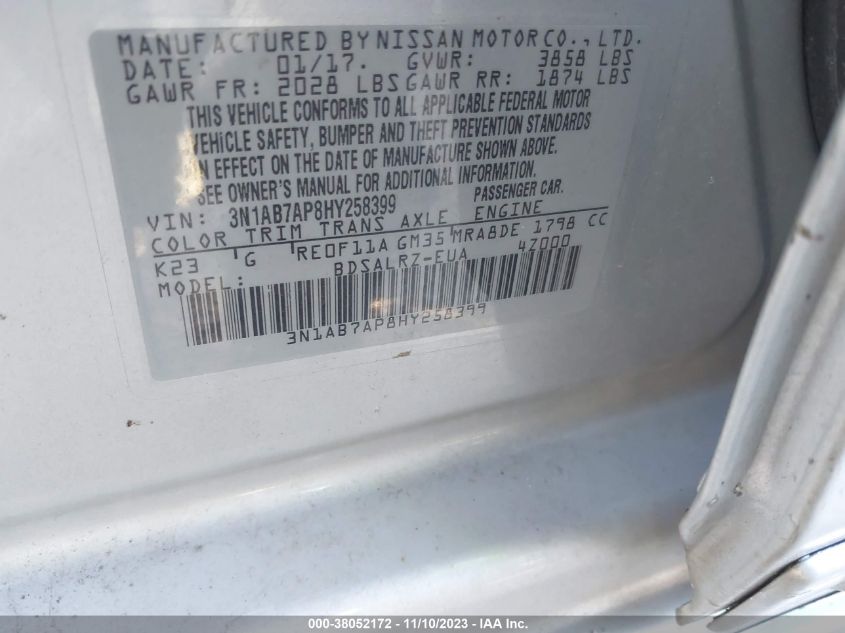 MANUFACTURED BY NISSAN MOTOR CO., LTD.
DATE: 01/17. GVWR: 3858 LBS
GAWR FR: 2028 LBS GAWR RR: 1874 LBS
THIS VEHICLE CONFORMS TO ALL APPLICABLE FEDERAL MOTOR
VEHICLE SAFETY, BUMPER AND THEFT PREVENTION STANDARDS
IN EFFECT ON THE DATE OF MANUFACTURE SHOWN ABOVE.
SEE OWNER'S MANUAL FOR ADDITIONAL INFORMATION.
VIN: 3N1AB7AP8HY258399 PASSENGER CAR.
COLOR TRIM TRANS AXLE ENGINE
K23 G RE0F11A GM35 MRA8DE 1798 CC
MODEL: BDSALRZ-EUA 47000
3N1AB7AP8HY258399
000-38052172 - 11/10/2023 - IAA Inc.